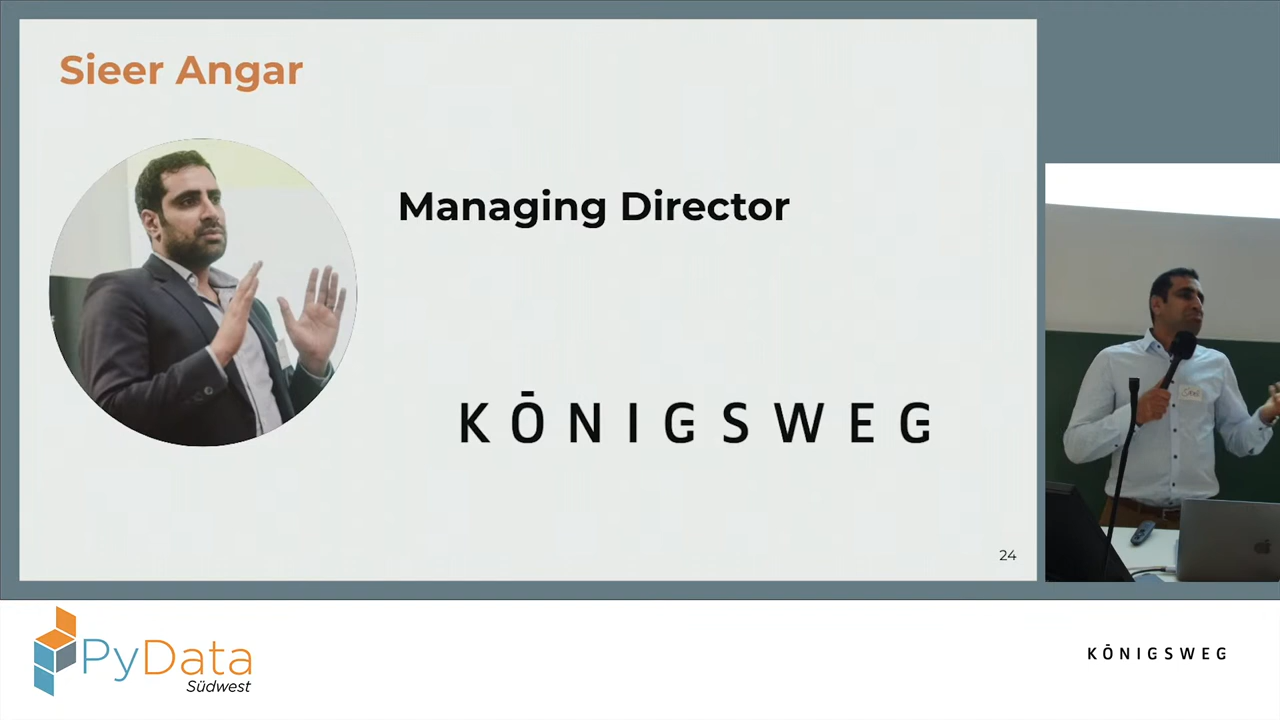 Sieer Angar
Managing Director
KŌNIGSWEG
24
PyData
Südwest
KŌNIGSWEG